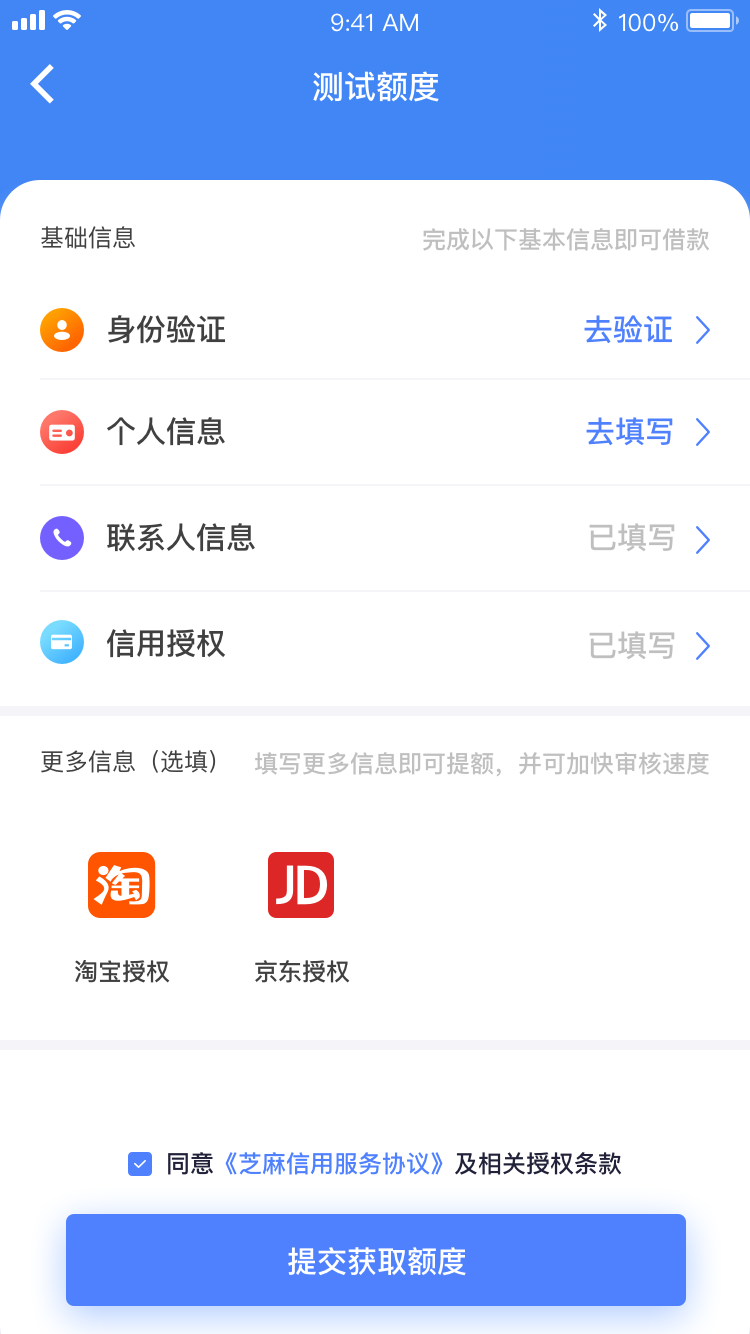 9:41 AM 100%
测试额度
基础信息 完成以下基本信息即可借款
身份验证 去验证
个人信息 去填写
联系人信息 已填写
信用授权 已填写
更多信息（选填） 填写更多信息即可提额，并可加快审核速度
淘 JD
淘宝授权 京东授权
同意《芝麻信用服务协议》及相关授权条款
提交获取额度